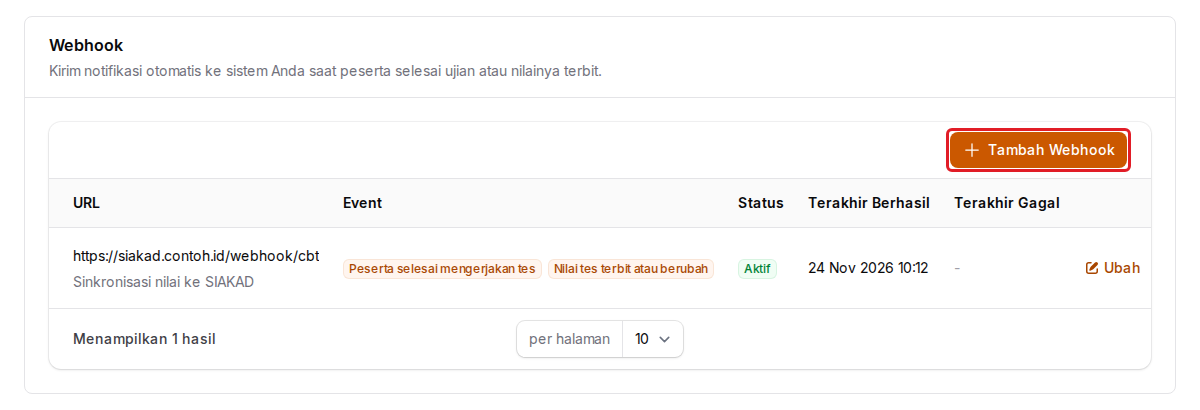 Webhook
Kirim notifikasi otomatis ke sistem Anda saat peserta selesai ujian atau nilainya terbit.
Tambah Webhook
URL Event Status Terakhir Berhasil Terakhir Gagal
https://siakad.contoh.id/webhook/cbt
Sinkronisasi nilai ke SIAKAD
Peserta selesai mengerjakan tes Nilai tes terbit atau berubah Aktif 24 Nov 2026 10:12 - Ubah
Menampilkan 1 hasil per halaman 10